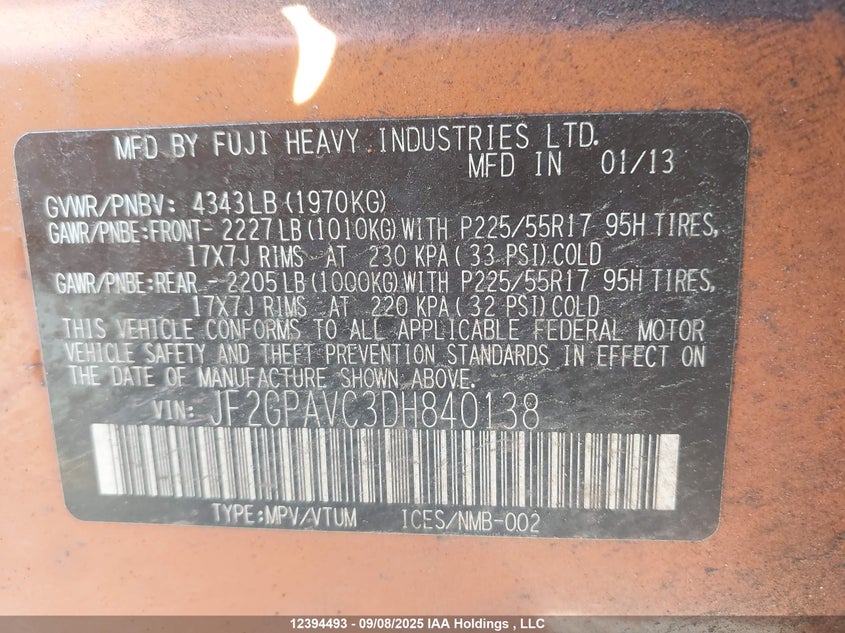 MFD BY FUJI HEAVY INDUSTRIES LTD.
MFD IN 01/13
GVWR/PNBV: 4343LB(1970KG)
GAWR/PNBE:FRONT- 2227LB(1010KG)WITH P225/55R17 95H TIRES,
17X7J RIMS AT 230 KPA(33 PSI)COLD
GAWR/PNBE:REAR - 2205LB(1000KG)WITH P225/55R17 95H TIRES,
17X7J RIMS AT 220 KPA(32 PSI)COLD
THIS VEHICLE CONFORMS TO ALL APPLICABLE FEDERAL MOTOR
VEHICLE SAFETY AND THEFT PREVENTION STANDARDS IN EFFECT ON
THE DATE OF MANUFACTURE SHOWN ABOVE.
VIN: JF2GPAVC3DH840138
TYPE:MPV/VTUM ICES/NMB-002
12394493 - 09/08/2025 IAA Holdings , LLC